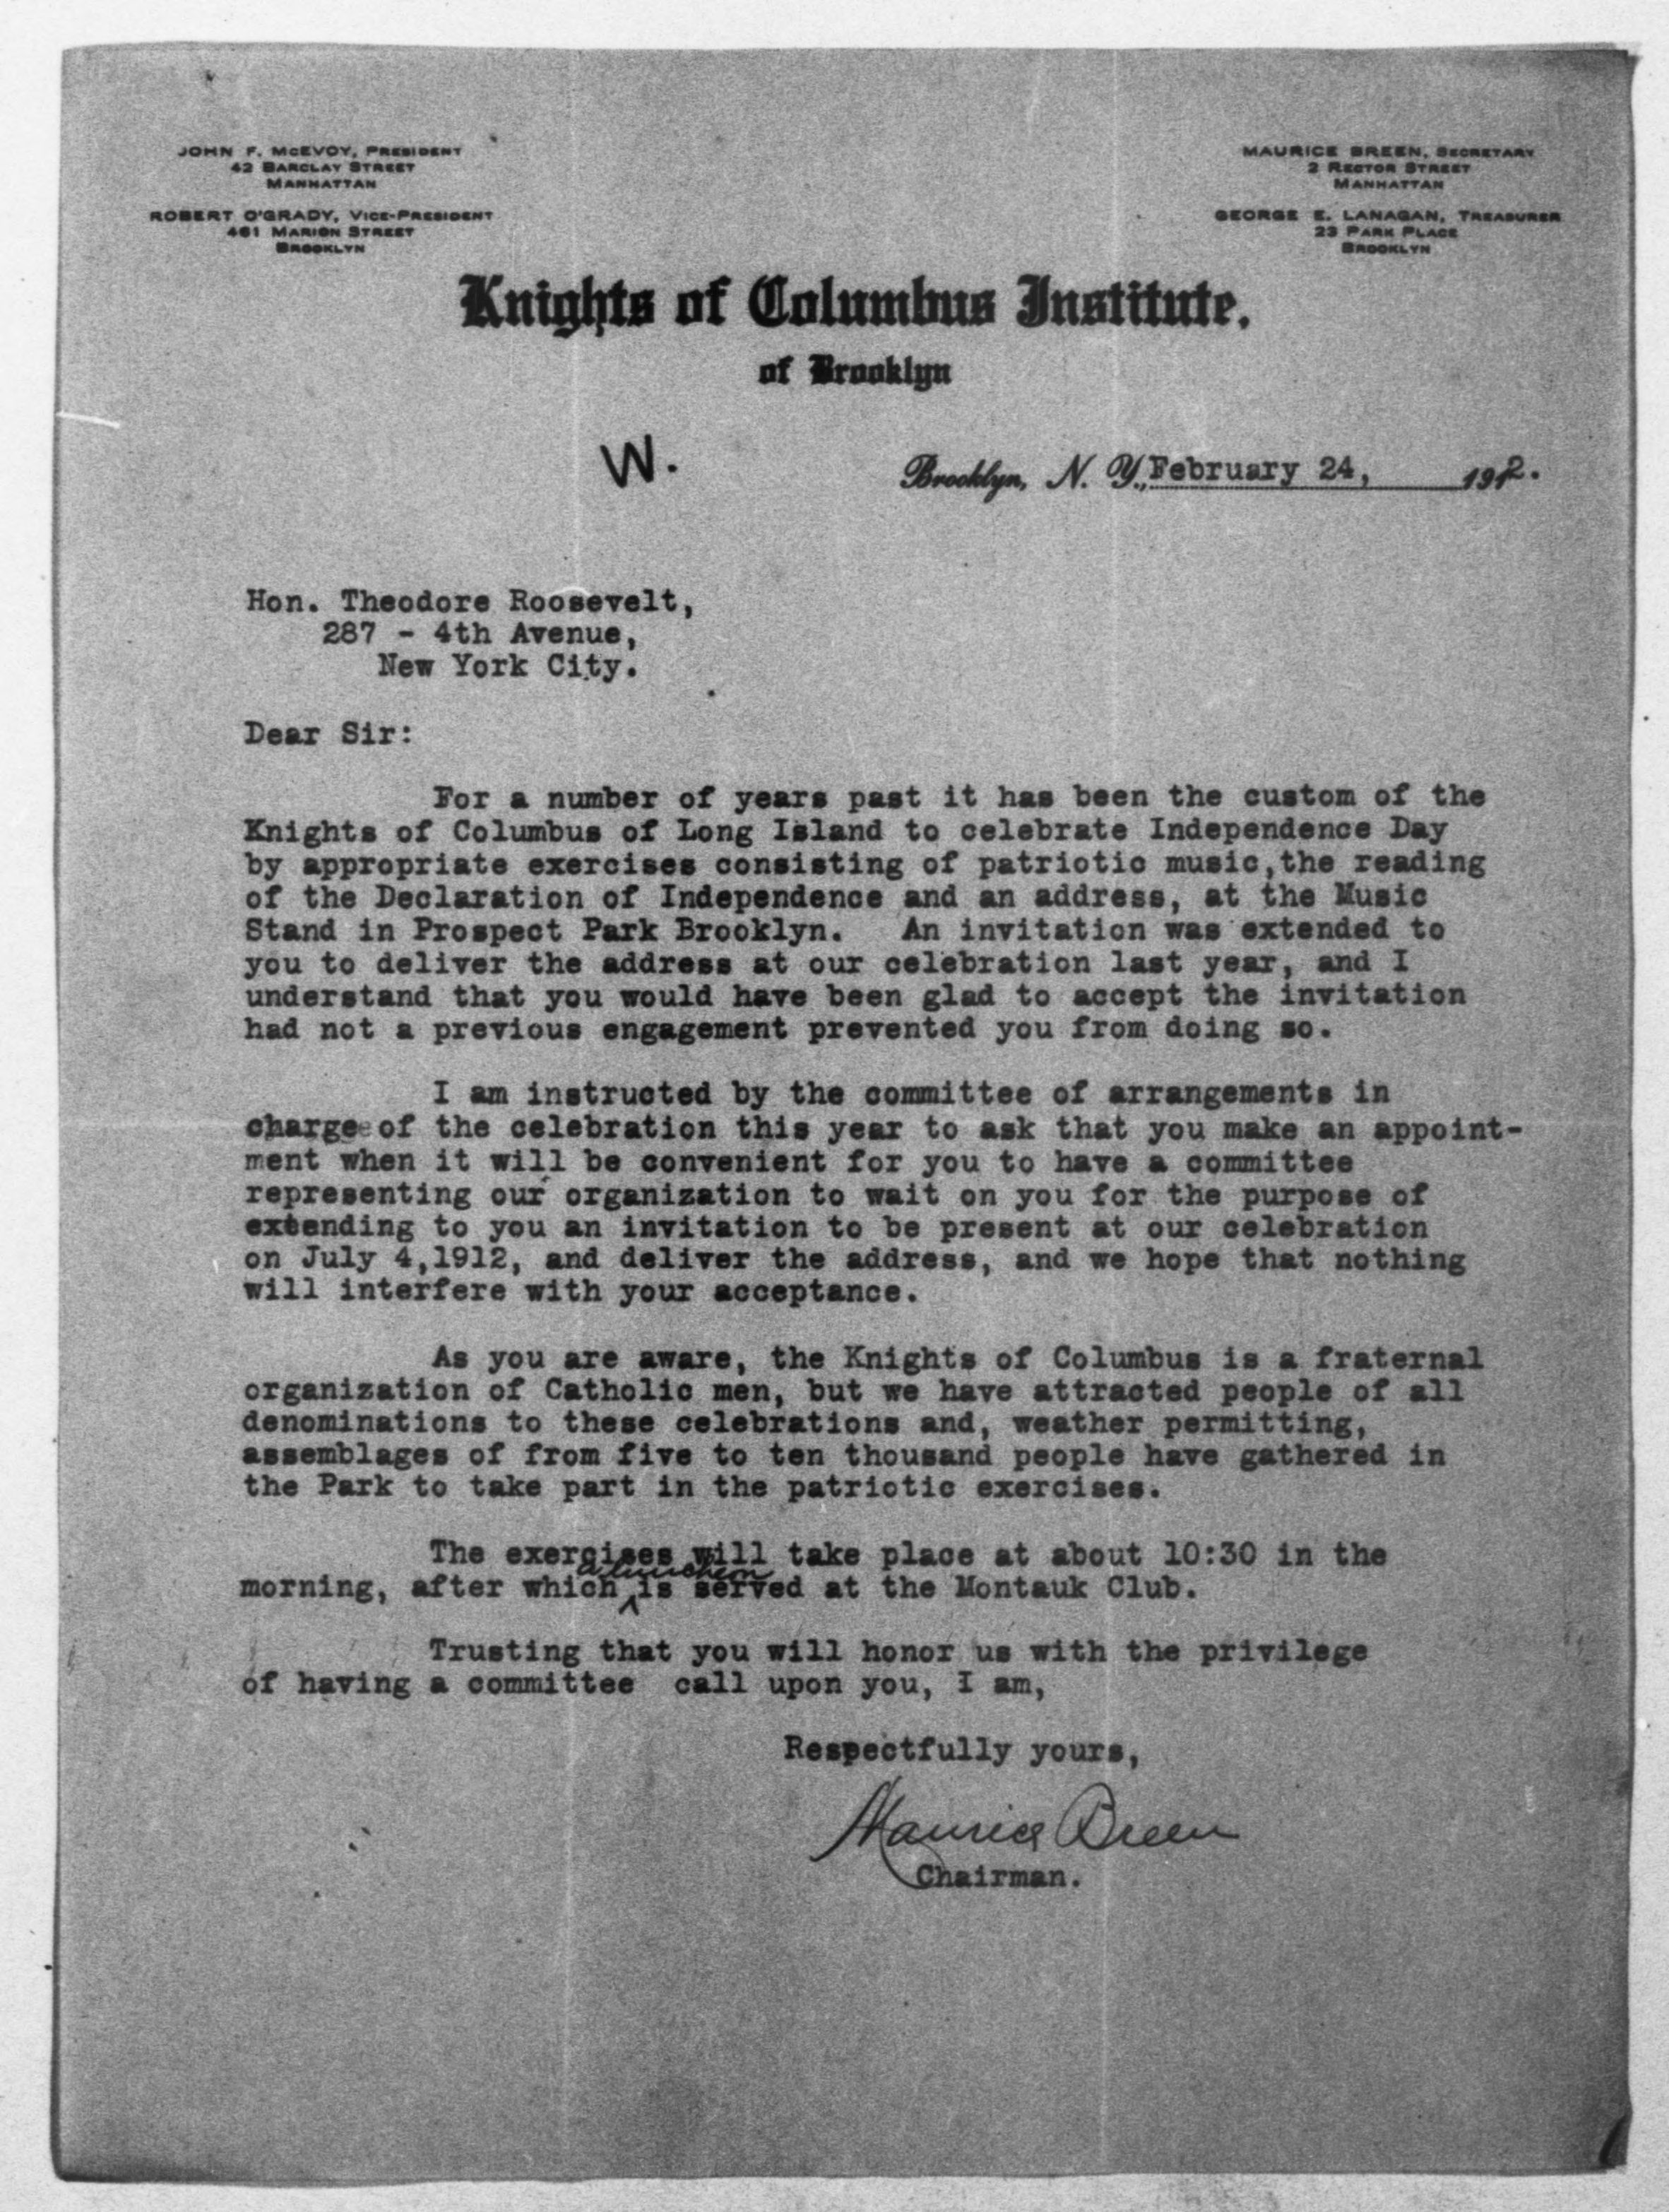 JOHN F. McEVOY, PRESIDENT
42 BARCLAY STREET
MANHATTAN
ROBERT O'GRADY, VICE-PRESIDENT
461 MARION STREET
BROOKLYN
MAURICE BREEN, SECRETARY
2 RECTOR STREET
MANHATTAN
GEORGE E. LANAGAN, TREASURER
23 PARK PLACE
BROOKLYN
Knights of Columbus Institute,
of Brooklyn
W.
Brooklyn, N. Y., February 24, 1912.
Hon. Theodore Roosevelt,
287 - 4th Avenue,
New York City.
Dear Sir:
For a number of years past it has been the custom of the
Knights of Columbus of Long Island to celebrate Independence Day
by appropriate exercises consisting of patriotic music,the reading
of the Declaration of Independence and an address, at the Music
Stand in Prospect Park Brooklyn. An invitation was extended to
you to deliver the address at our celebration last year, and I
understand that you would have been glad to accept the invitation
had not a previous engagement prevented you from doing so.
I am instructed by the committee of arrangements in
charge of the celebration this year to ask that you make an appoint-
ment when it will be convenient for you to have a committee
representing our organization to wait on you for the purpose of
extending to you an invitation to be present at our celebration
on July 4,1912, and deliver the address, and we hope that nothing
will interfere with your acceptance.
As you are aware, the Knights of Columbus is a fraternal
organization of Catholic men, but we have attracted people of all
denominations to these celebrations and, weather permitting,
assemblages of from five to ten thousand people have gathered in
the Park to take part in the patriotic exercises.
The exercises will take place at about 10:30 in the
morning, after which a luncheon is served at the Montauk Club.
Trusting that you will honor us with the privilege
of having a committee call upon you, I am,
Respectfully yours,
Maurice Breen
Chairman.